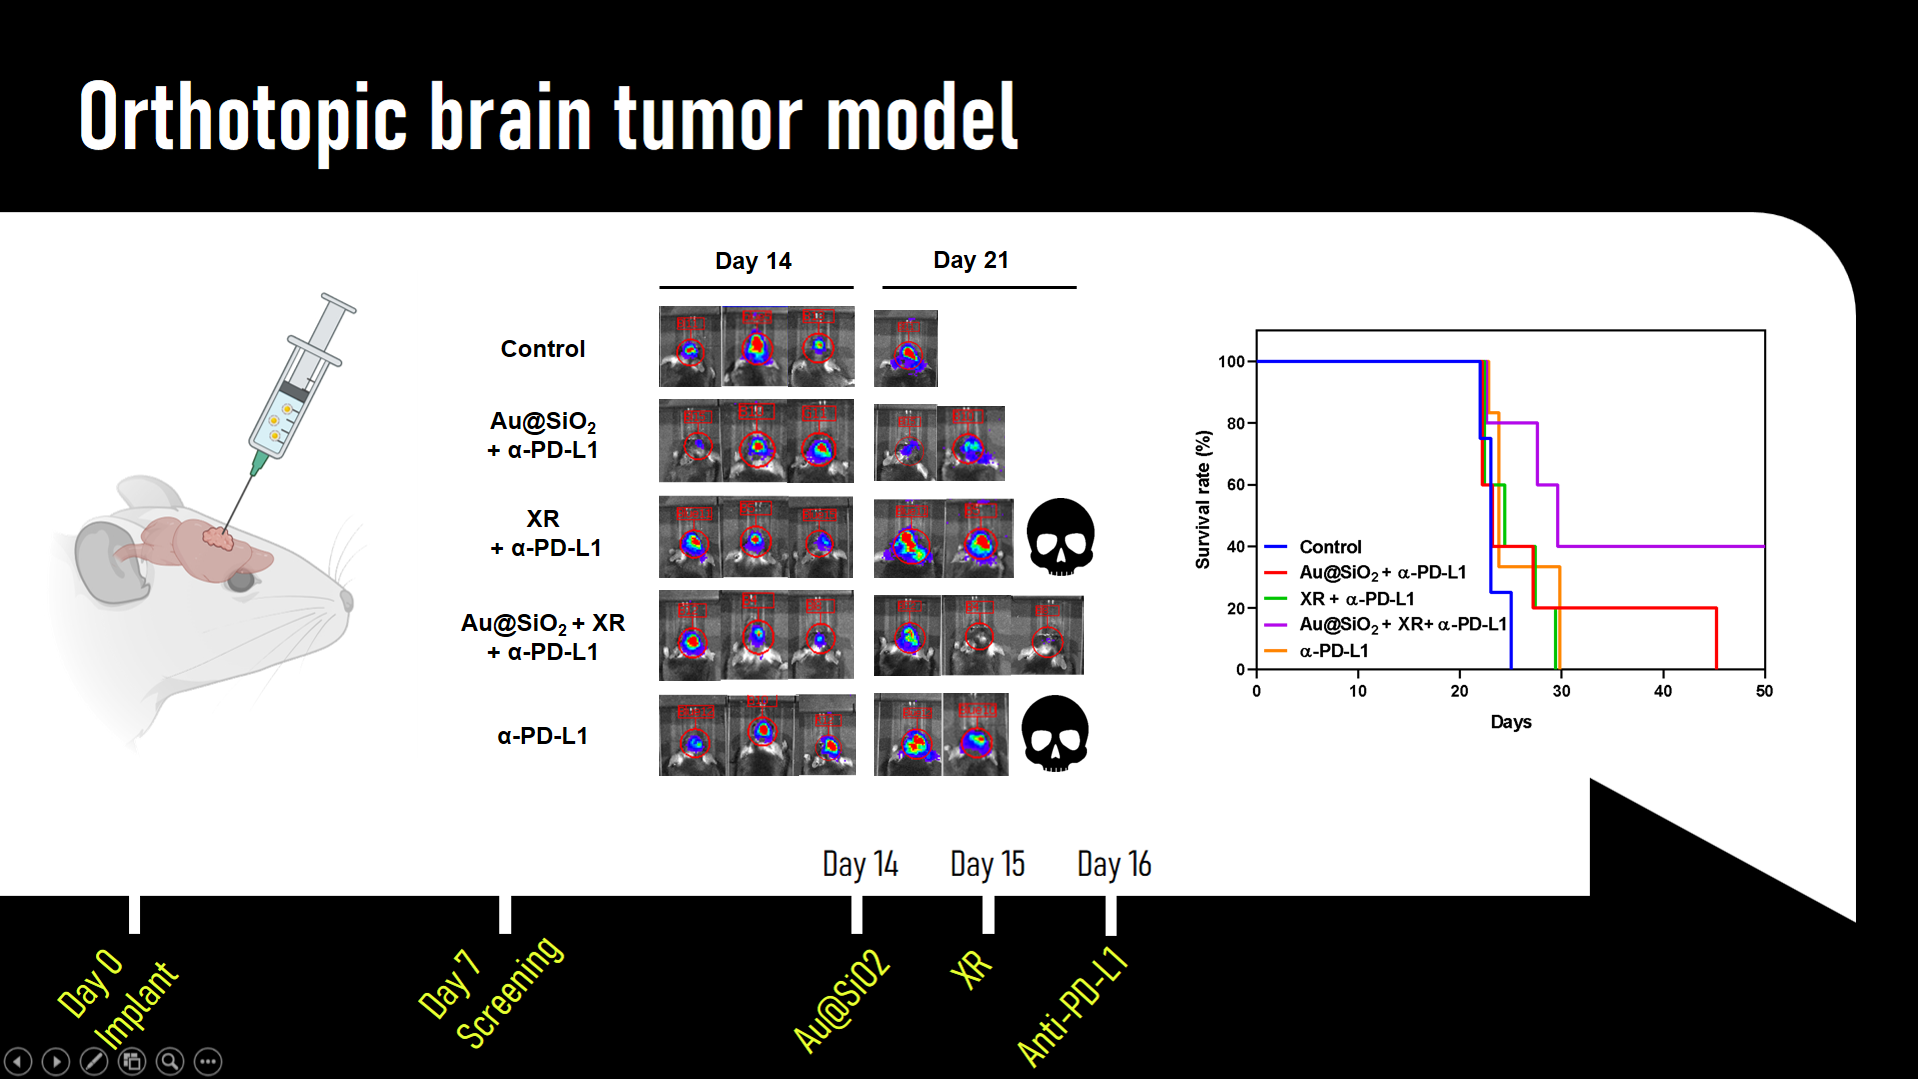 Orthotopic brain tumor model
Day 14
Day 21
Control
Au@SiO2
+ α-PD-L1
XR
+ α-PD-L1
Au@SiO2 + XR
+ α-PD-L1
α-PD-L1
Survival rate (%)
100
80
60
40
20
0
Control
Au@SiO2 + α-PD-L1
XR + α-PD-L1
Au@SiO2 + XR+ α-PD-L1
α-PD-L1
0 10 20 30 40 50
Days
Day 14
Day 15
Day 16
Day 0
Implant
Day 7
Screening
Au@SiO2
XR
Anti-PD-L1